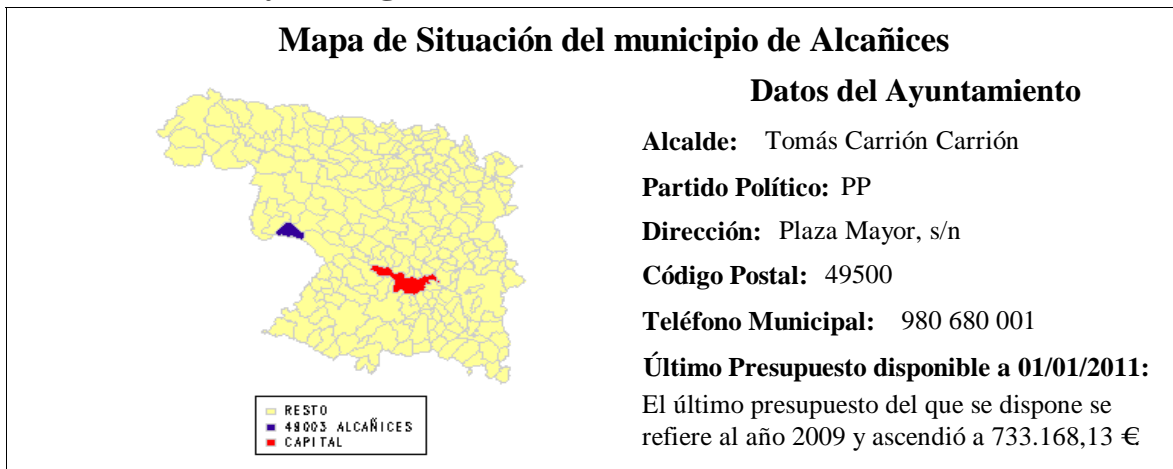 Mapa de Situación del municipio de Alcañices
Datos del Ayuntamiento
Alcalde: Tomás Carrión Carrión
Partido Político: PP
Dirección: Plaza Mayor, s/n
Código Postal: 49500
Teléfono Municipal: 980 680 001
Último Presupuesto disponible a 01/01/2011:
El último presupuesto del que se dispone se
refiere al año 2009 y ascendió a 733.168,13 €
RESTO
49003 ALCAÑICES
CAPITAL